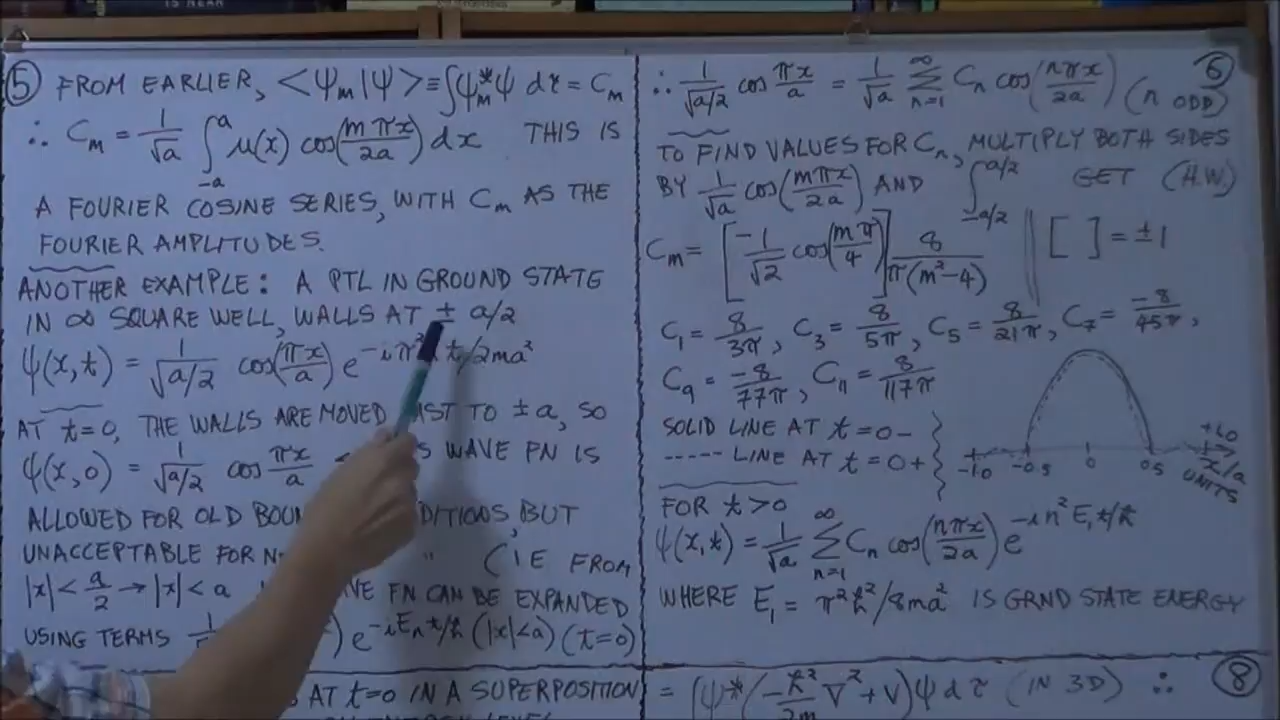 5 FROM EARLIER, <ψm|ψ> ≡ ∫ψm*ψ dτ = Cm
∴ Cm = 1/√a ∫_{-a}^{a} u(x) cos(mπx/2a) dx THIS IS
A FOURIER COSINE SERIES, WITH Cm AS THE
FOURIER AMPLITUDES.
ANOTHER EXAMPLE: A PTL IN GROUND STATE
IN ∞ SQUARE WELL, WALLS AT ± a/2
ψ(x,t) = 1/√(a/2) cos(πx/a) e^{-iπ² t/2ma²}
AT t=0, THE WALLS ARE MOVED TO ±a, SO
ψ(x,0) = 1/√(a/2) cos πx/a WAVE FN IS
ALLOWED FOR OLD BUT
UNACCEPTABLE FOR " (IE FROM
|x| < a/2 → |x| < a FN CAN BE EXPANDED
USING TERMS e^{-iEnt/ħ} (|x|<a) (t=0)
AT t=0 IN A SUPERPOSITION
6
∴ 1/√(a/2) cos πx/a = 1/√a Σ_{n=1}^{∞} Cn cos(nπx/2a) (n ODD)
TO FIND VALUES FOR Cn, MULTIPLY BOTH SIDES
BY 1/√a cos(mπx/2a) AND ∫_{-a/2}^{a/2} GET (H.W.)
Cm = [-1/√2 cos(mπ/4)] 8/π(m²-4) || [ ] = ±1
C1 = 8/3π, C3 = 8/5π, C5 = 8/21π, C7 = -8/45π,
C9 = -8/77π, C11 = 8/117π
SOLID LINE AT t=0-
----- LINE AT t=0+
-1.0 -0.5 0 0.5 +1.0
x/a
UNITS
FOR t>0
ψ(x,t) = 1/√a Σ_{n=1}^{∞} Cn cos(nπx/2a) e^{-in²E1t/ħ}
WHERE E1 = π²ħ²/8ma² IS GRND STATE ENERGY
8
= ∫ψ*(-ħ²/2m ∇² + V)ψ dτ (IN 3D) ∴